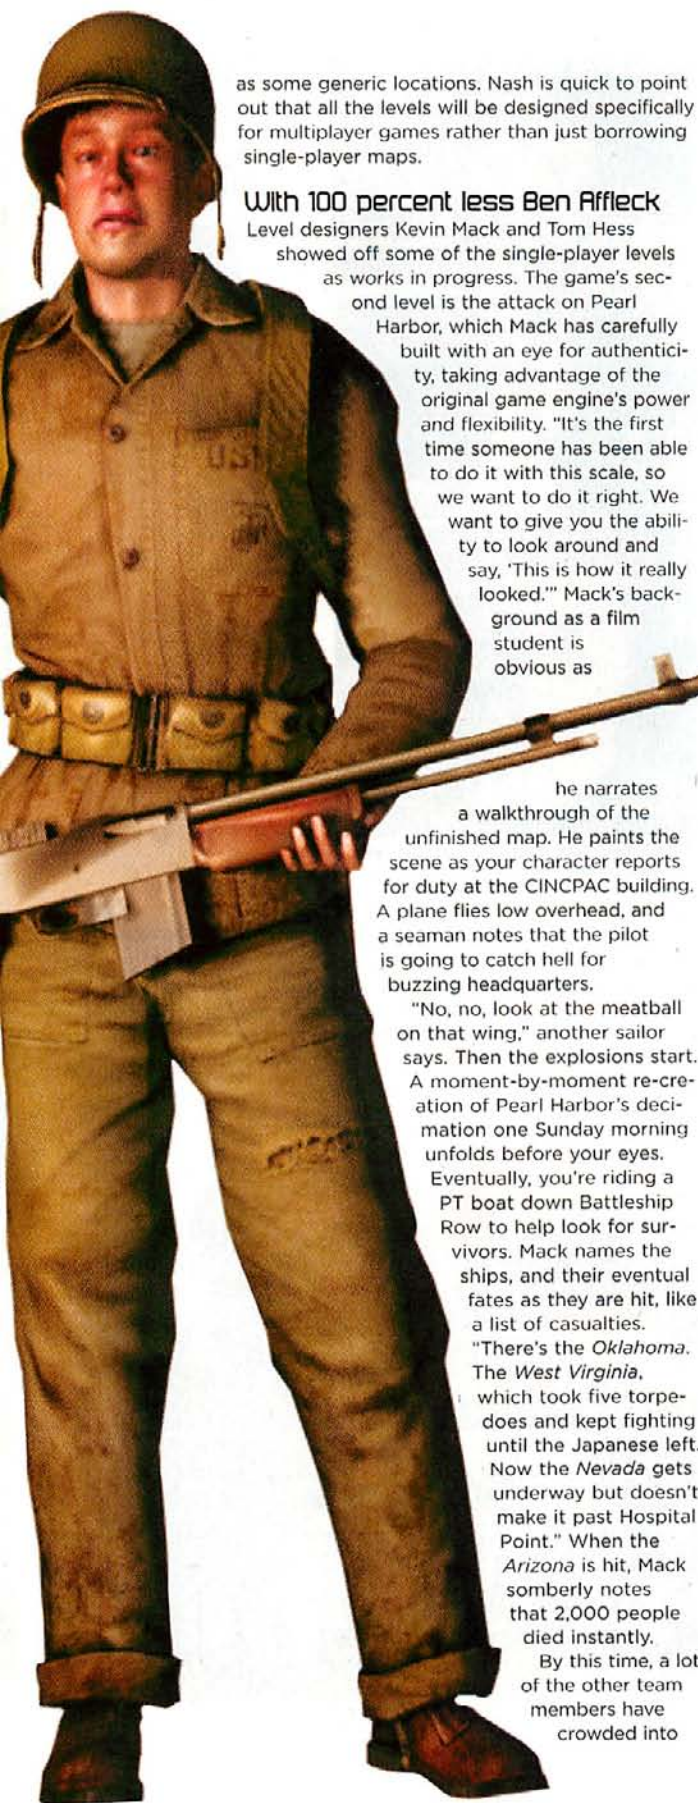 as some generic locations. Nash is quick to point
out that all the levels will be designed specifically
for multiplayer games rather than just borrowing
single-player maps.
With 100 percent less Ben Affleck
Level designers Kevin Mack and Tom Hess
showed off some of the single-player levels
as works in progress. The game's sec-
ond level is the attack on Pearl
Harbor, which Mack has carefully
built with an eye for authentici-
ty, taking advantage of the
original game engine's power
and flexibility. "It's the first
time someone has been able
to do it with this scale, so
we want to do it right. We
want to give you the abili-
ty to look around and
say, 'This is how it really
looked.'" Mack's back-
ground as a film
student is
obvious as
he narrates
a walkthrough of the
unfinished map. He paints the
scene as your character reports
for duty at the CINCPAC building.
A plane flies low overhead, and
a seaman notes that the pilot
is going to catch hell for
buzzing headquarters.
"No, no, look at the meatball
on that wing," another sailor
says. Then the explosions start.
A moment-by-moment re-cre-
ation of Pearl Harbor's deci-
mation one Sunday morning
unfolds before your eyes.
Eventually, you're riding a
PT boat down Battleship
Row to help look for sur-
vivors. Mack names the
ships, and their eventual
fates as they are hit, like
a list of casualties.
"There's the Oklahoma.
The West Virginia,
which took five torpe-
does and kept fighting
until the Japanese left.
Now the Nevada gets
underway but doesn't
make it past Hospital
Point." When the
Arizona is hit, Mack
somberly notes
that 2,000 people
died instantly.
By this time, a lot
of the other team
members have
crowded into